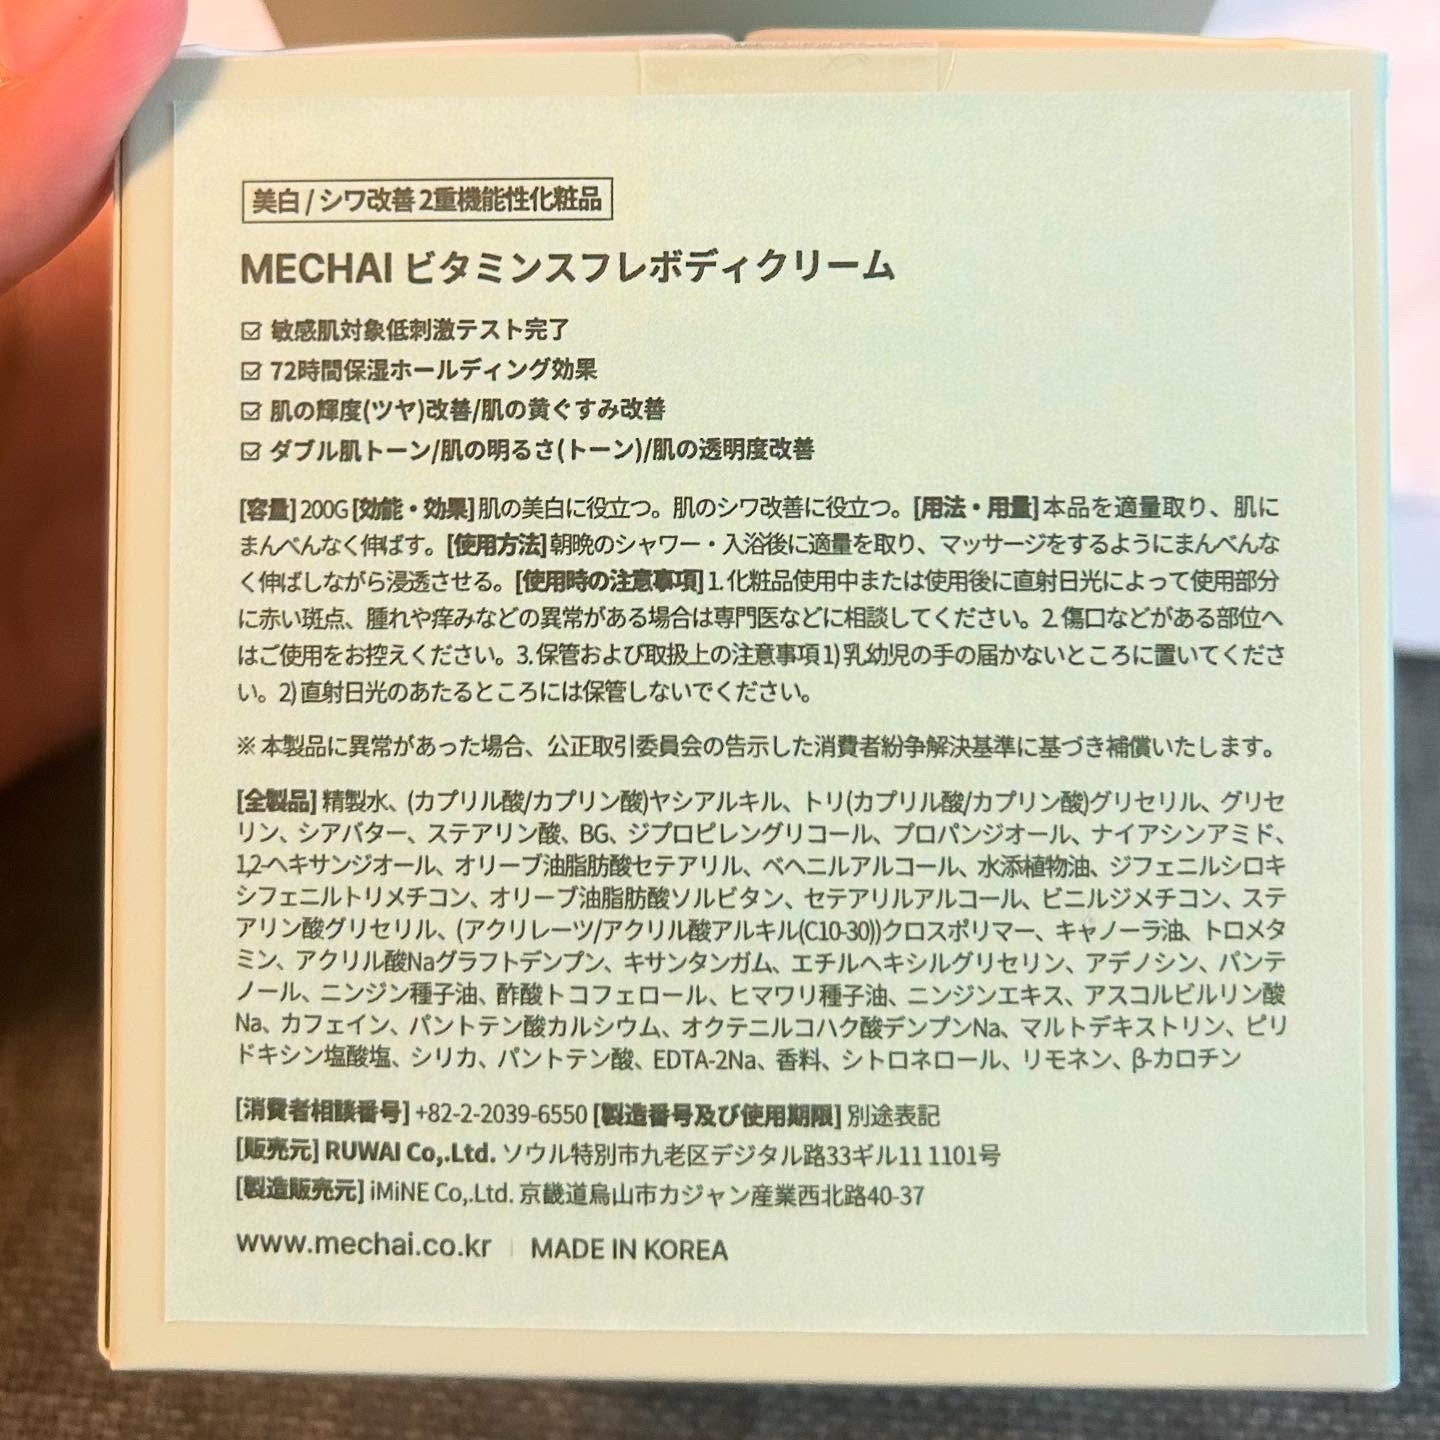 美白 / シワ改善 2重機能性化粧品
MECHAI ビタミンスフレボディクリーム
☑ 敏感肌対象低刺激テスト完了
☑ 72時間保湿ホールディング効果
☑ 肌の輝度(ツヤ)改善/肌の黄ぐすみ改善
☑ ダブル肌トーン/肌の明るさ(トーン)/肌の透明度改善
[容量] 200G [効能・効果] 肌の美白に役立つ。肌のシワ改善に役立つ。[用法・用量] 本品を適量取り、肌に
まんべんなく伸ばす。[使用方法] 朝晩のシャワー・入浴後に適量を取り、マッサージをするようにまんべんな
く伸ばしながら浸透させる。[使用時の注意事項] 1. 化粧品使用中または使用後に直射日光によって使用部分
に赤い斑点、腫れや痒みなどの異常がある場合は専門医などに相談してください。2. 傷口などがある部位へ
はご使用をお控えください。3. 保管および取扱上の注意事項 1) 乳幼児の手の届かないところに置いてくださ
い。2) 直射日光のあたるところには保管しないでください。
※ 本製品に異常があった場合、公正取引委員会の告示した消費者紛争解決基準に基づき補償いたします。
[全製品] 精製水、(カプリル酸/カプリン酸)ヤシアルキル、トリ(カプリル酸/カプリン酸)グリセリル、グリセ
リン、シアバター、ステアリン酸、BG、ジプロピレングリコール、プロパンジオール、ナイアシンアミド、
1,2-ヘキサンジオール、オリーブ油脂肪酸セテアリル、ベヘニルアルコール、水添植物油、ジフェニルシロキ
シフェニルトリメチコン、オリーブ油脂肪酸ソルビタン、セテアリルアルコール、ビニルジメチコン、ステ
アリン酸グリセリル、(アクリレーツ/アクリル酸アルキル(C10-30))クロスポリマー、キャノーラ油、トロメタ
ミン、アクリル酸Naグラフトデンプン、キサンタンガム、エチルヘキシルグリセリン、アデノシン、パンテ
ノール、ニンジン種子油、酢酸トコフェロール、ヒマワリ種子油、ニンジンエキス、アスコルビルリン酸
Na、カフェイン、パントテン酸カルシウム、オクテニルコハク酸デンプンNa、マルトデキストリン、ピリ
ドキシン塩酸塩、シリカ、パントテン酸、EDTA-2Na、香料、シトロネロール、リモネン、β-カロチン
[消費者相談番号] +82-2-2039-6550 [製造番号及び使用期限] 別途表記
[販売元] RUWAI Co,.Ltd. ソウル特別市九老区デジタル路33ギル11 1101号
[製造販売元] iMiNE Co,.Ltd. 京畿道烏山市カジャン産業西北路40-37
www.mechai.co.kr | MADE IN KOREA